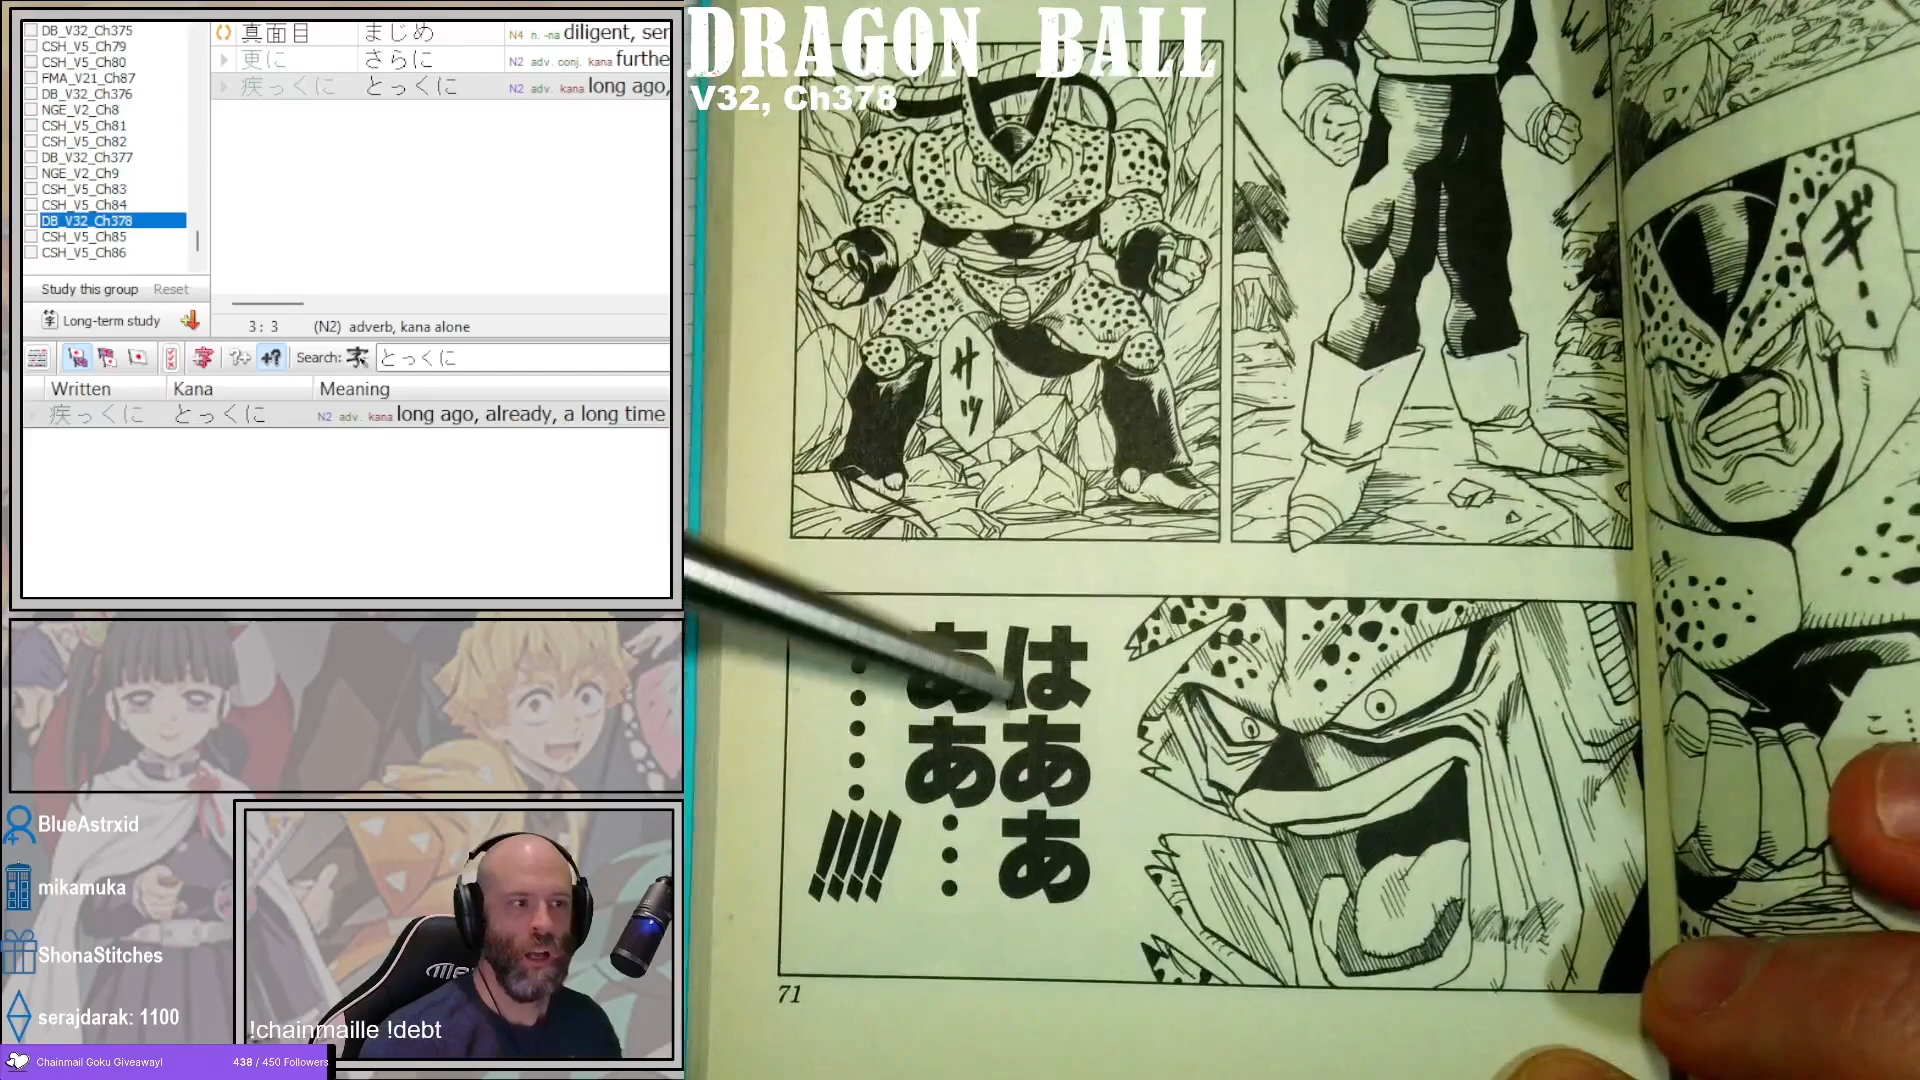 DB_V32_Ch375
CSH_V5_Ch79
CSH_V5_Ch80
FMA_V21_Ch87
DB_V32_Ch376
NGE_V2_Ch8
CSH_V5_Ch81
CSH_V5_Ch82
DB_V32_Ch377
NGE_V2_Ch9
CSH_V5_Ch83
CSH_V5_Ch84
DB_V32_Ch378
CSH_V5_Ch85
CSH_V5_Ch86
Study this group Reset
Long-term study
真面目 まじめ N4 n. -na diligent, ser
更に さらに N2 adv. conj. kana furthe
疾っくに とっくに N2 adv. kana long ago,
3: 3 (N2) adverb, kana alone
Search: とっくに
Written Kana Meaning
疾っくに とっくに N2 adv. kana long ago, already, a long time
BlueAstrxid
mikamuka
ShonaStitches
serajdarak: 1100
!chainmaille !debt
Chainmail Goku Giveaway! 438 / 450 Followers
DRAGON BALL
V32, Ch378
ギ…
ザッ
はああ
ああ…
……!!!!
71